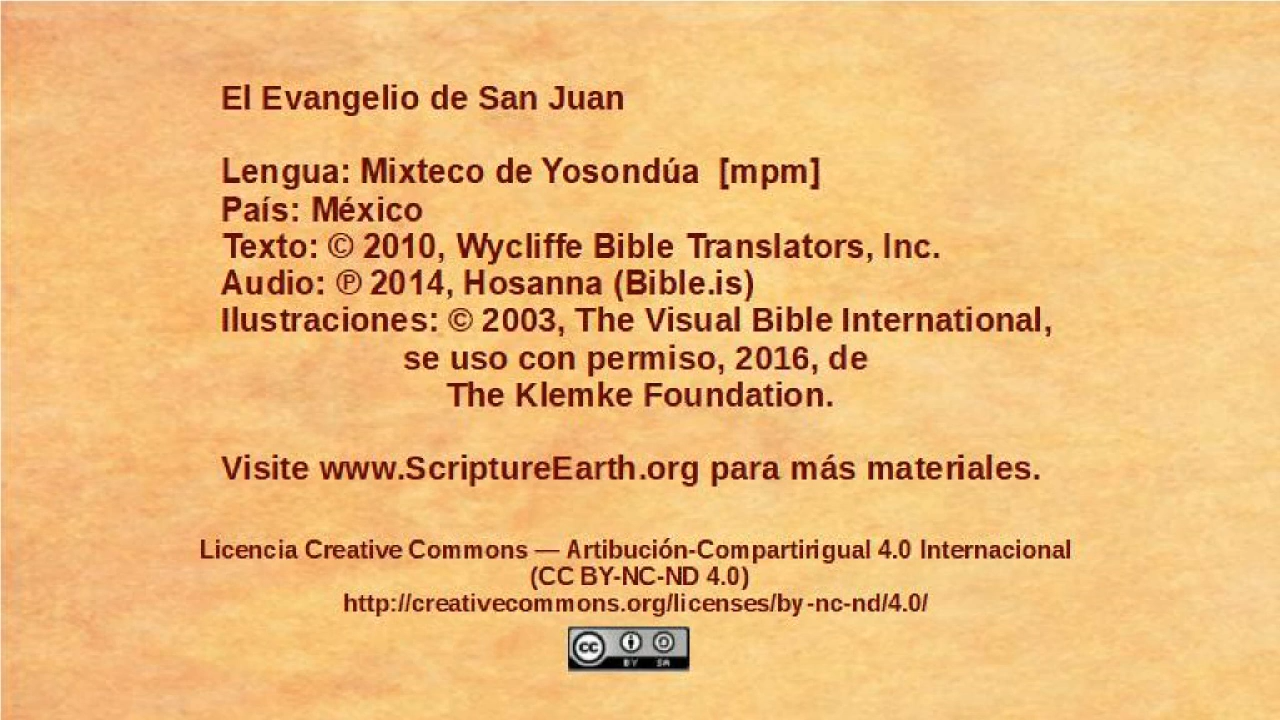 El Evangelio de San Juan
Lengua: Mixteco de Yosondúa [mpm]
País: México
Texto: © 2010, Wycliffe Bible Translators, Inc.
Audio: ℗ 2014, Hosanna (Bible.is)
Ilustraciones: © 2003, The Visual Bible International,
se uso con permiso, 2016, de
The Klemke Foundation.
Visite www.ScriptureEarth.org para más materiales.
Licencia Creative Commons — Artibución-Compartirigual 4.0 Internacional
(CC BY-NC-ND 4.0)
http://creativecommons.org/licenses/by-nc-nd/4.0/
cc
BY SA